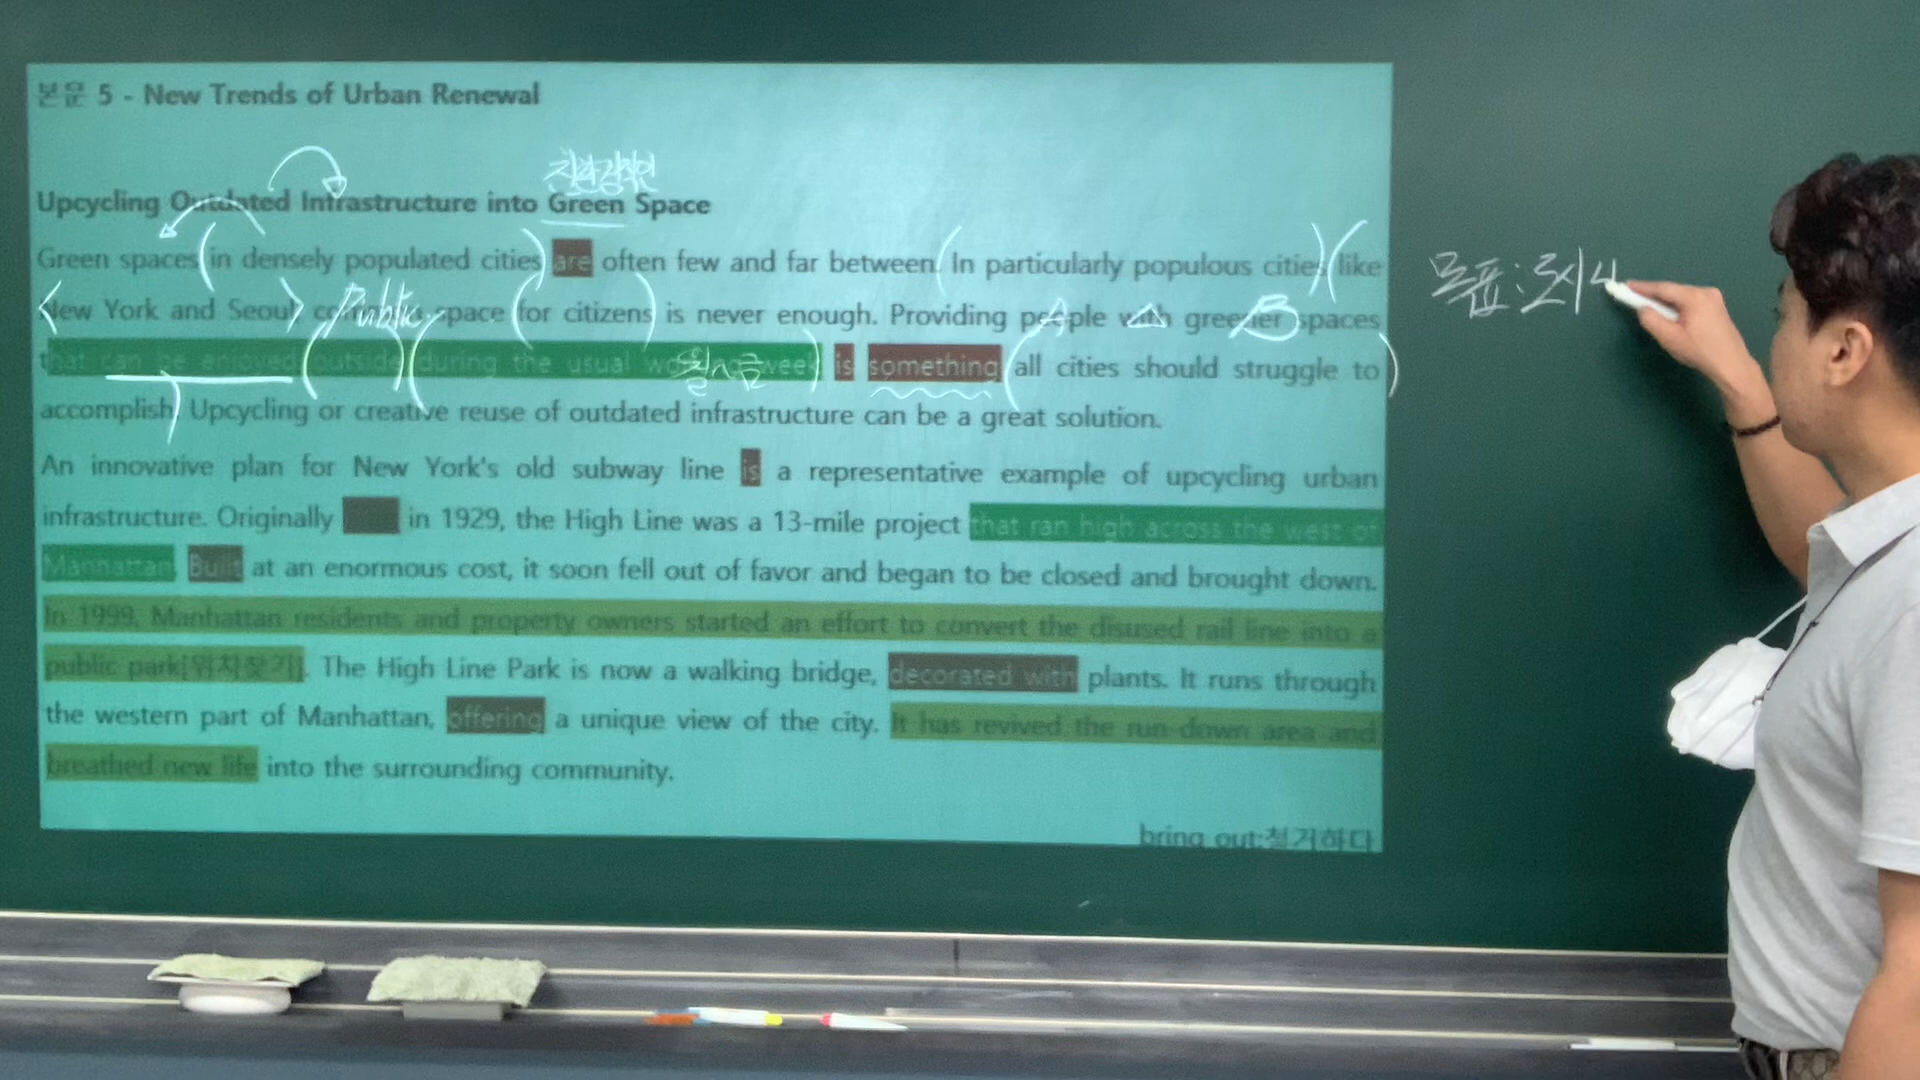 본문 5 - New Trends of Urban Renewal
친환경적인
Upcycling Outdated Infrastructure into Green Space
Green spaces in densely populated cities are often few and far between. In particularly populous cities like
New York and Seoul, public space for citizens is never enough. Providing people with greener spaces
A B
that can be enjoyed outside during the usual working week is something all cities should struggle to
월~금
accomplish. Upcycling or creative reuse of outdated infrastructure can be a great solution.
An innovative plan for New York's old subway line is a representative example of upcycling urban
infrastructure. Originally in 1929, the High Line was a 13-mile project that ran high across the west of
Manhattan. Built at an enormous cost, it soon fell out of favor and began to be closed and brought down.
In 1999, Manhattan residents and property owners started an effort to convert the disused rail line into a
public park[위치찾기]. The High Line Park is now a walking bridge, decorated with plants. It runs through
the western part of Manhattan, offering a unique view of the city. It has revived the run-down area and
breathed new life into the surrounding community.
bring out:철거하다
목표: 도시